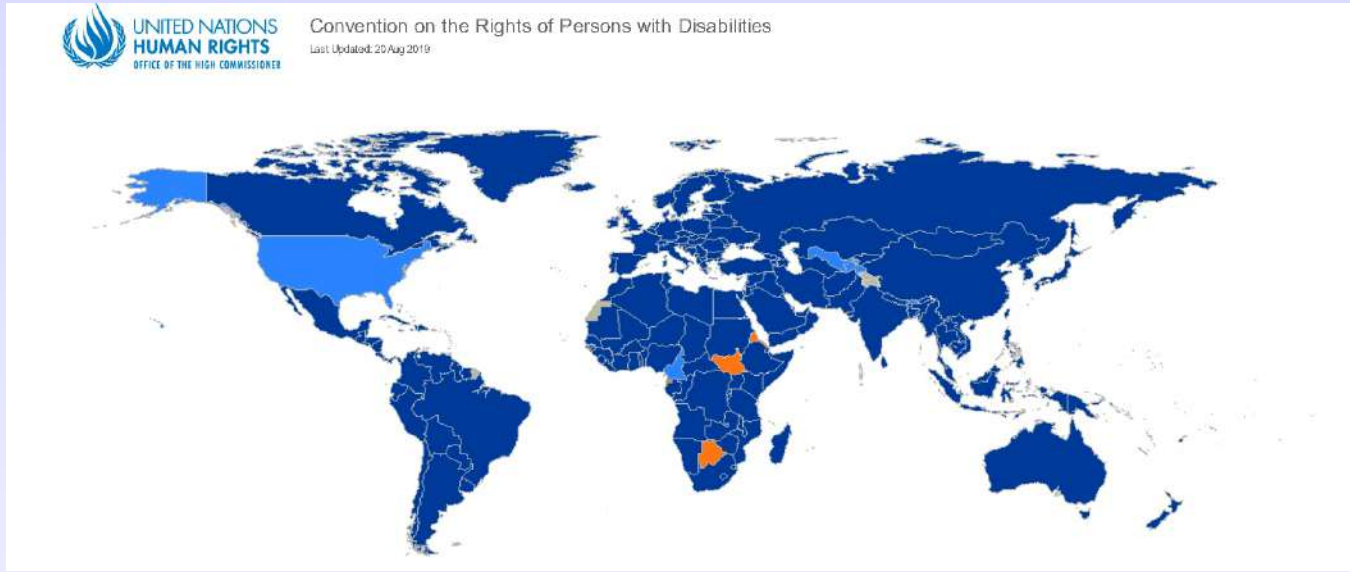 UNITED NATIONS
HUMAN RIGHTS
OFFICE OF THE HIGH COMMISSIONER
Convention on the Rights of Persons with Disabilities
Last Updated: 20 Aug 2019